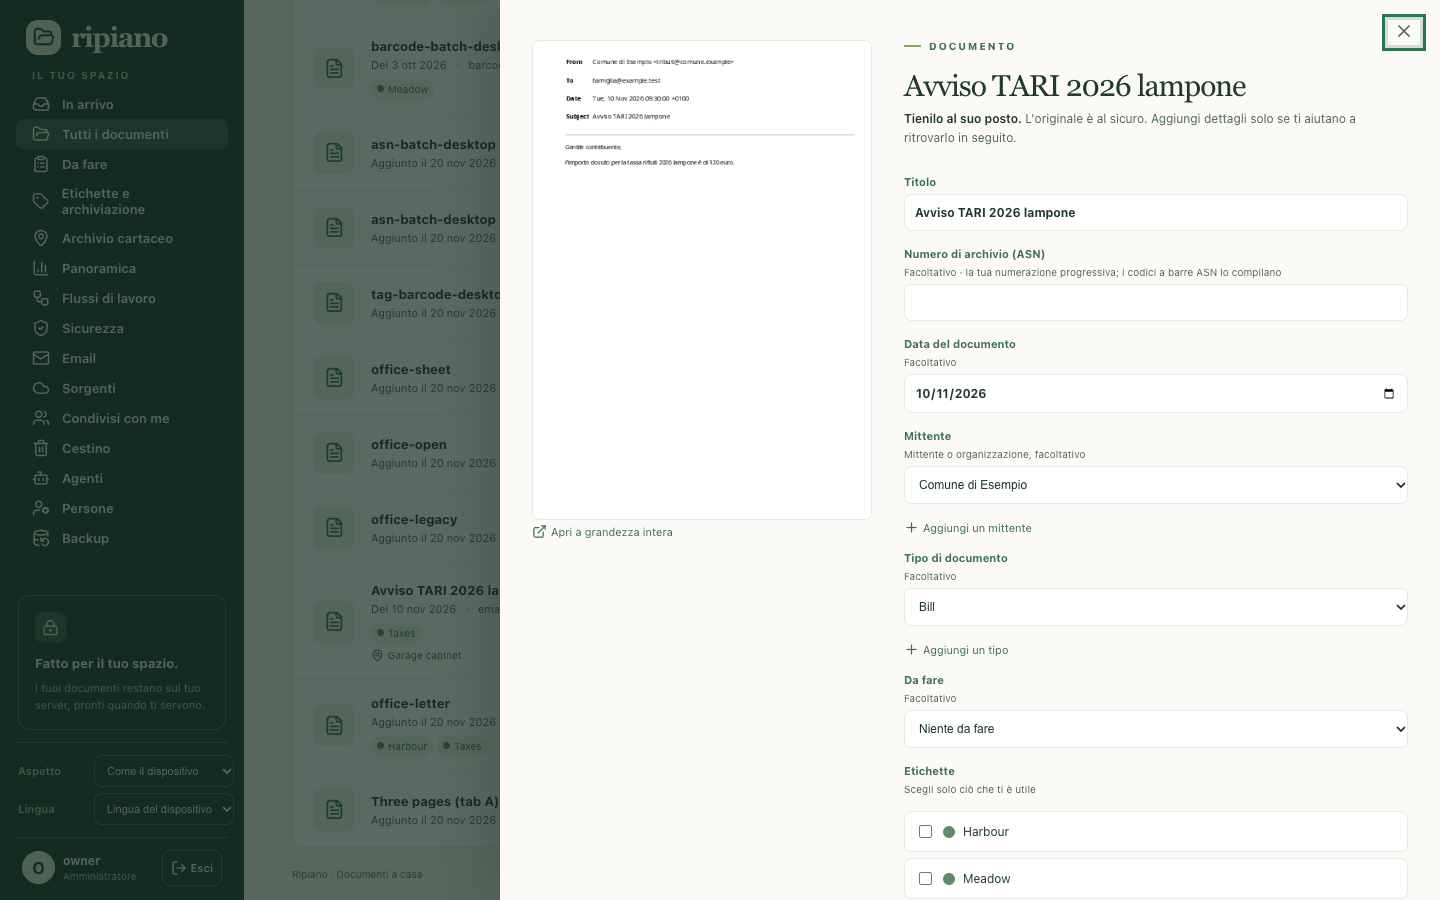 ripiano
IL TUO SPAZIO
In arrivo
Tutti i documenti
Da fare
Etichette e
archiviazione
Archivio cartaceo
Panoramica
Flussi di lavoro
Sicurezza
Email
Sorgenti
Condivisi con me
Cestino
Agenti
Persone
Backup
Fatto per il tuo spazio.
I tuoi documenti restano sul tuo
server, pronti quando ti servono.
Aspetto
Come il dispositivo
Lingua
Lingua del dispositivo
O
owner
Amministratore
Esci
barcode-batch-desk
Del 3 ott 2026 ·
Meadow
asn-batch-desktop
Aggiunto il 20 nov 2026
asn-batch-desktop
Aggiunto il 20 nov 2026
tag-barcode-deskto
Aggiunto il 20 nov 2026
office-sheet
Aggiunto il 20 nov 2026
office-open
Aggiunto il 20 nov 2026
office-legacy
Aggiunto il 20 nov 2026
Avviso TARI 2026 la
Del 10 nov 2026 · ema
Taxes
Garage cabinet
office-letter
Aggiunto il 20 nov 2026
Harbour
Taxes
Three pages (tab A)
Aggiunto il 20 nov 2026
Ripiano · Documenti a casa
From Comune di Esempio <tributi@comune.example>
To famiglia@example.test
Date Tue, 10 Nov 2026 09:30:00 +0100
Subject Avviso TARI 2026 lampone
Gentile contribuente,
l'importo dovuto per la tassa rifiuti 2026 lampone è di 120 euro.
Apri a grandezza intera
DOCUMENTO
Avviso TARI 2026 lampone
Tienilo al suo posto. L'originale è al sicuro. Aggiungi dettagli solo se ti aiutano a
ritrovarlo in seguito.
Titolo
Avviso TARI 2026 lampone
Numero di archivio (ASN)
Facoltativo · la tua numerazione progressiva; i codici a barre ASN lo compilano
Data del documento
Facoltativo
10/11/2026
Mittente
Mittente o organizzazione, facoltativo
Comune di Esempio
Aggiungi un mittente
Tipo di documento
Facoltativo
Bill
Aggiungi un tipo
Da fare
Facoltativo
Niente da fare
Etichette
Scegli solo ciò che ti è utile
Harbour
Meadow